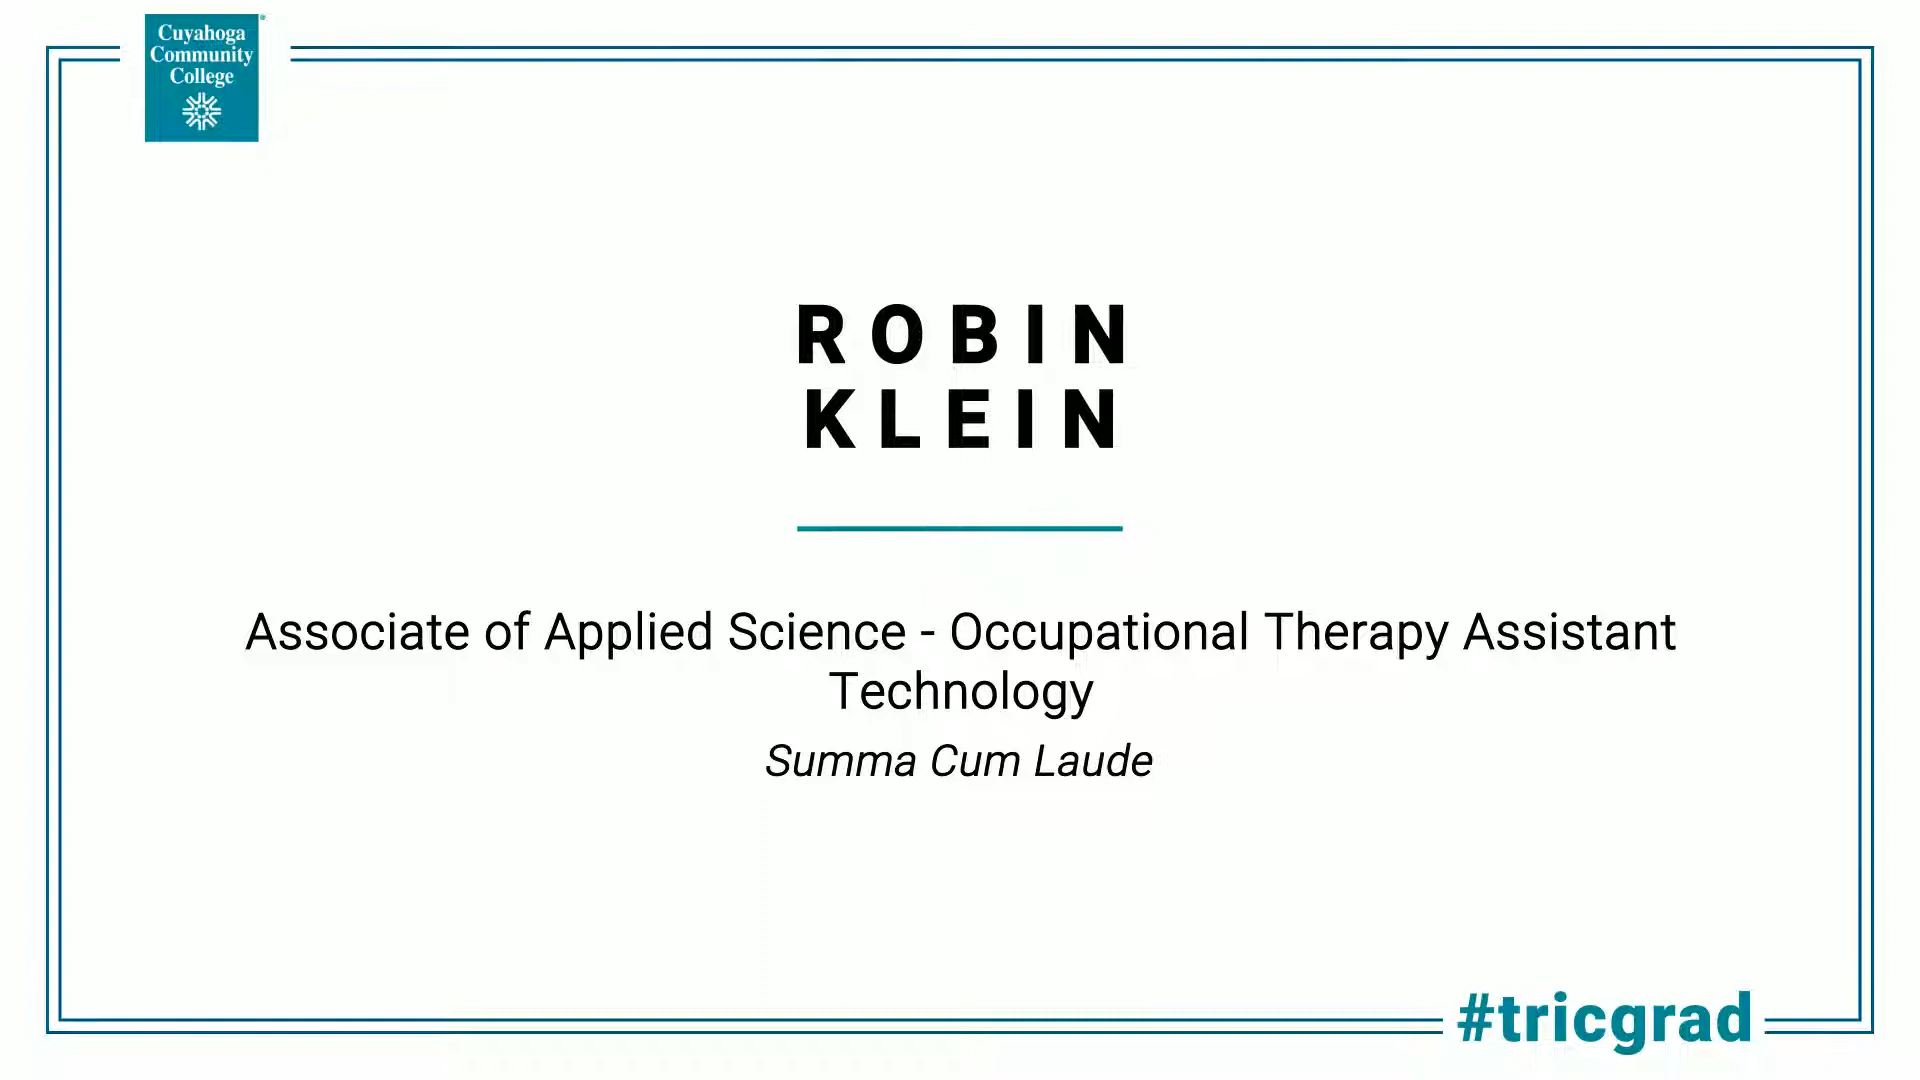 Cuyahoga
Community
College
ROBIN
KLEIN
Associate of Applied Science - Occupational Therapy Assistant
Technology
Summa Cum Laude
#tricgrad